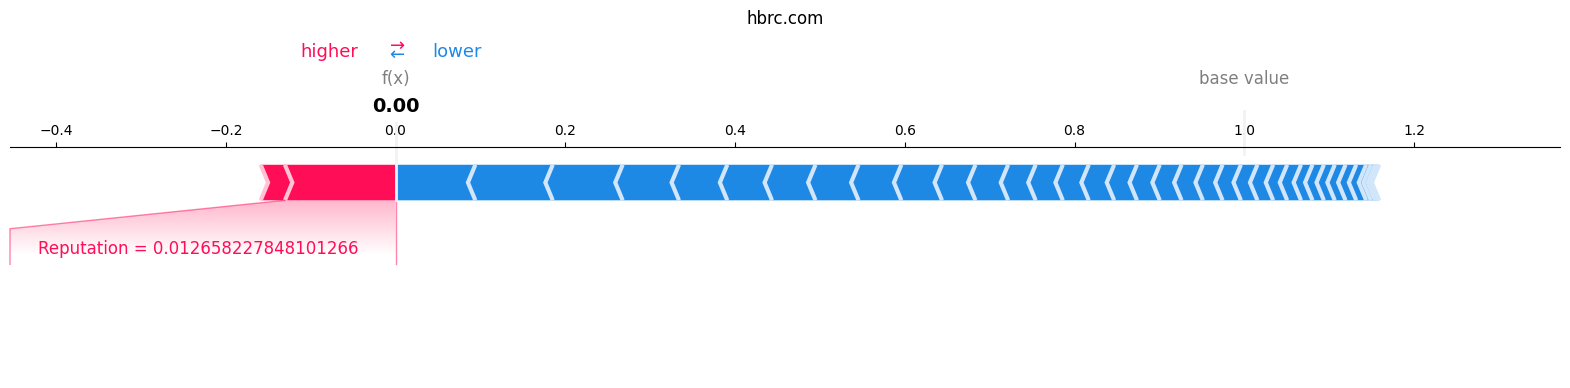 hbrc.com
higher ⇄ lower
f(x)
base value
0.00
−0.4 −0.2 0.0 0.2 0.4 0.6 0.8 1.0 1.2
Reputation = 0.012658227848101266